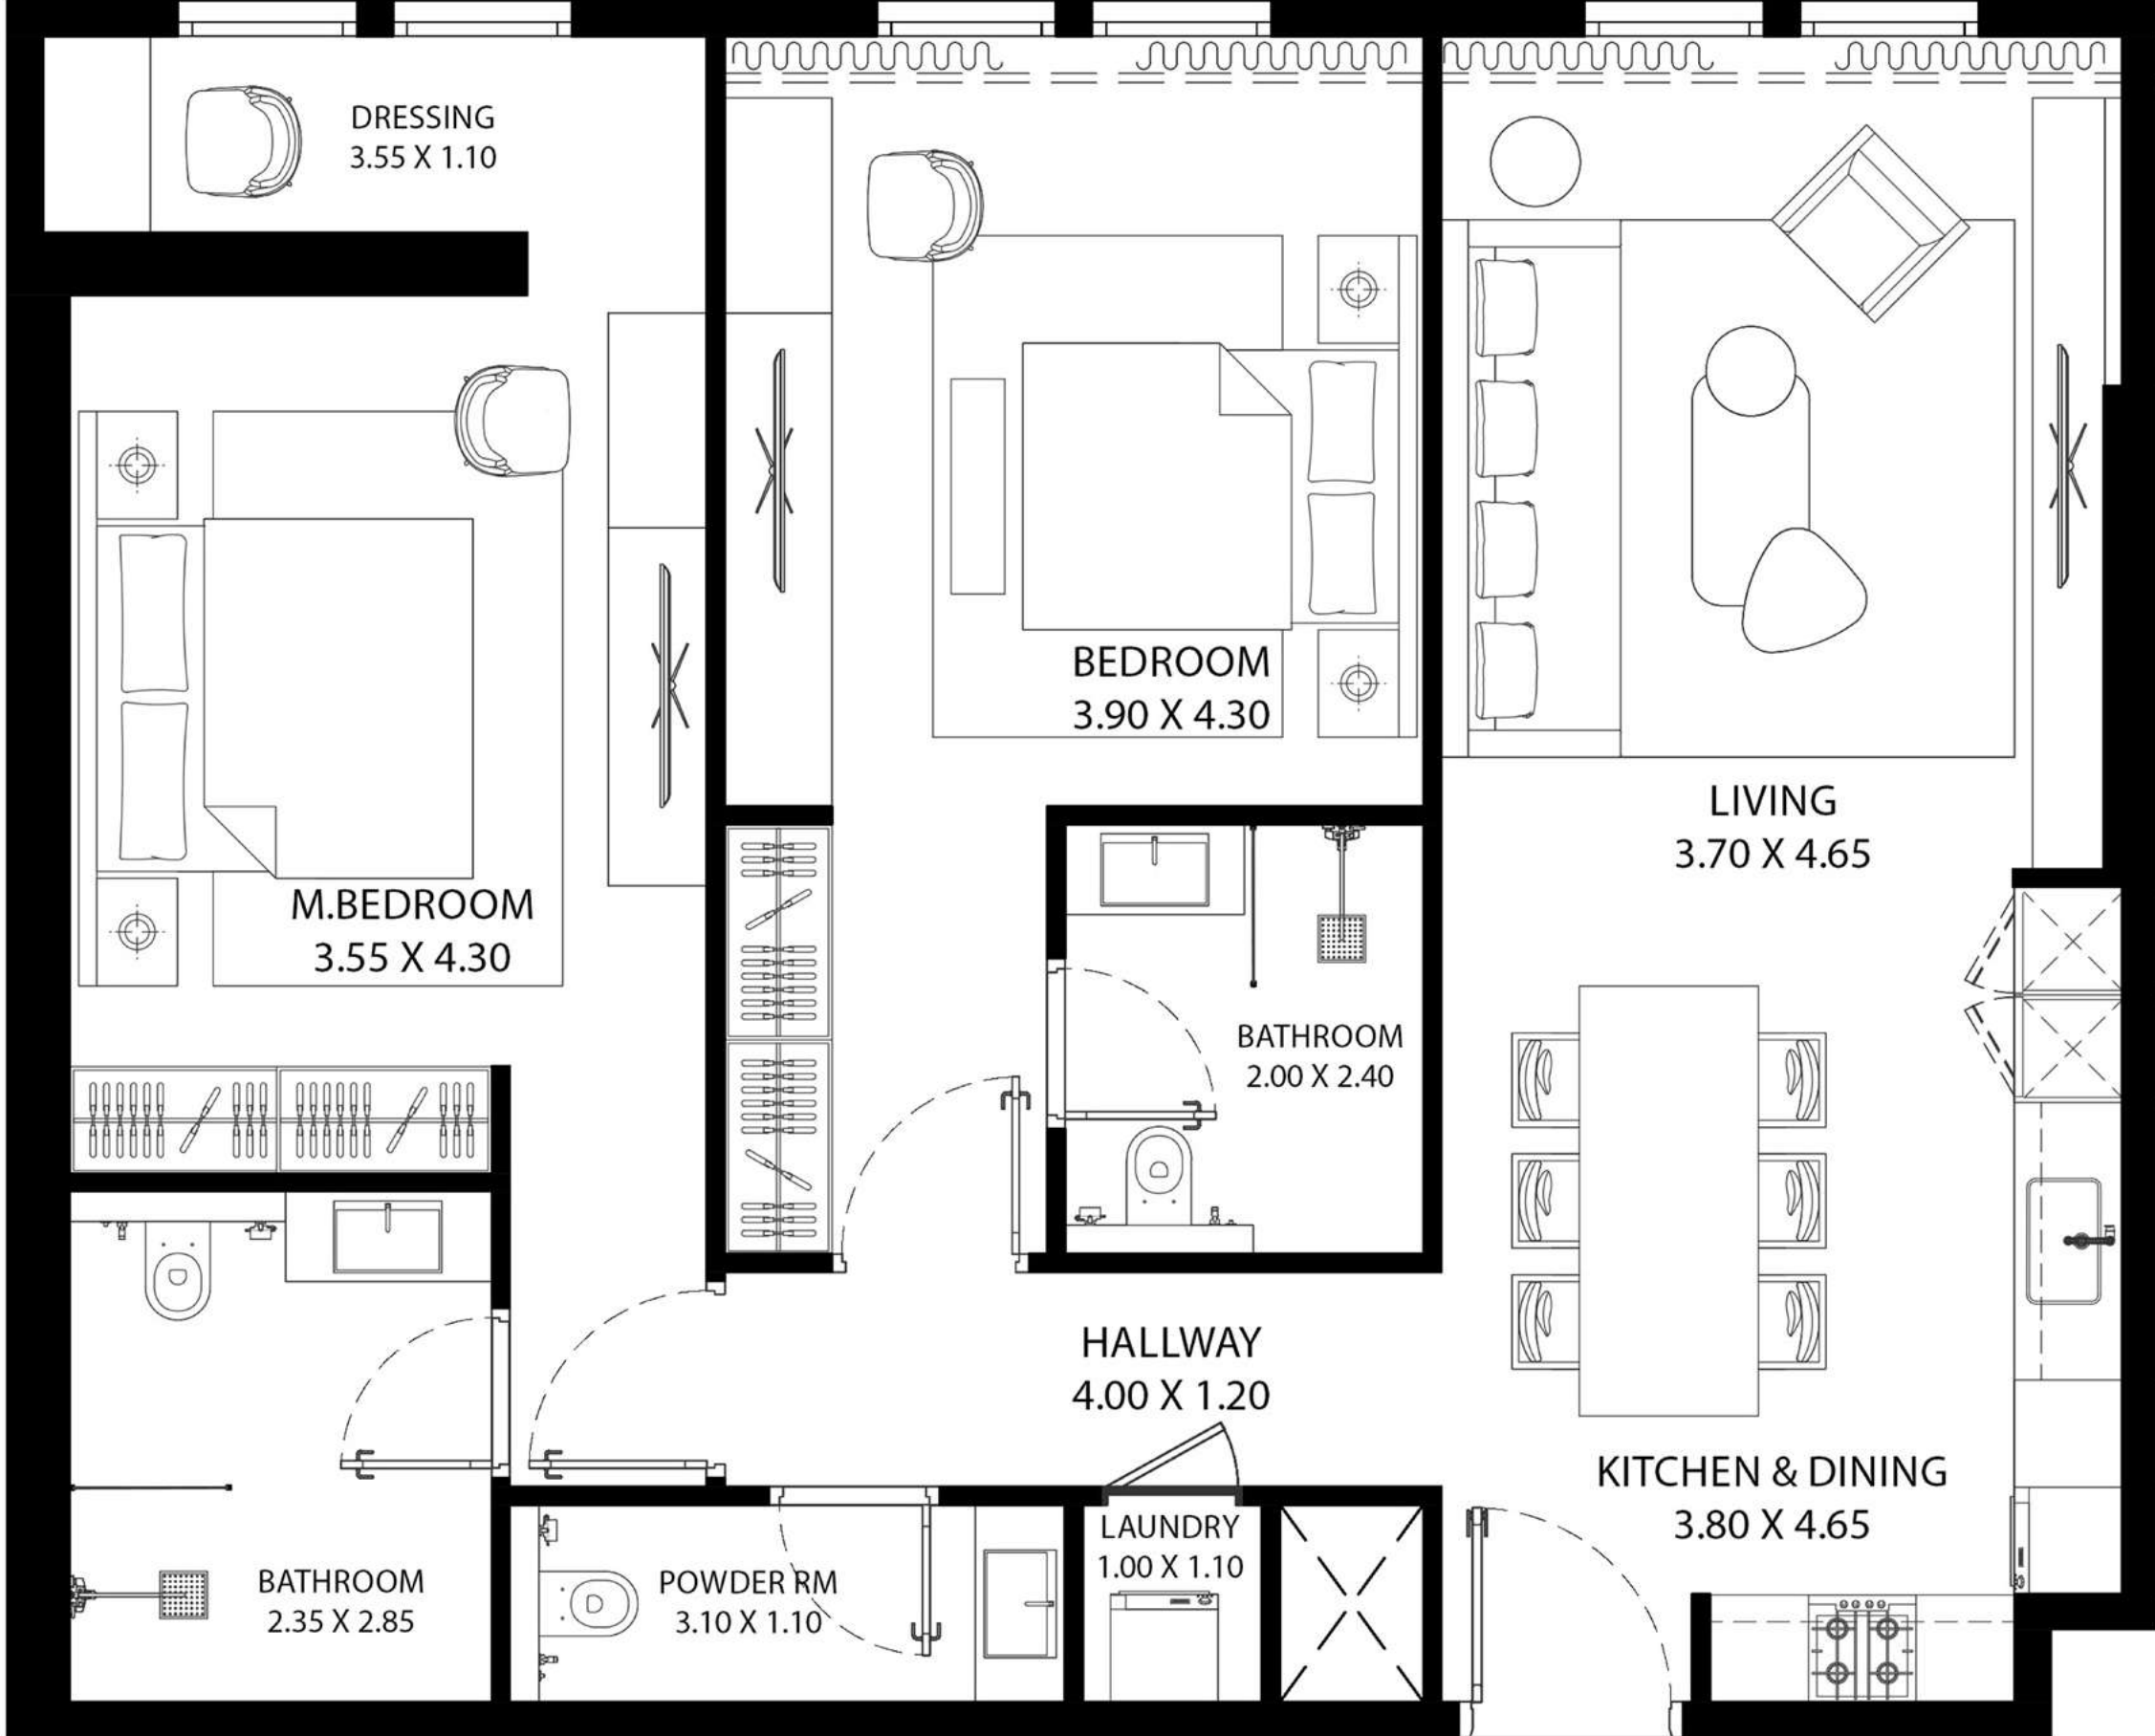 DRESSING
3.55 X 1.10
BEDROOM
3.90 X 4.30
LIVING
3.70 X 4.65
M.BEDROOM
3.55 X 4.30
BATHROOM
2.00 X 2.40
HALLWAY
4.00 X 1.20
KITCHEN & DINING
3.80 X 4.65
LAUNDRY
1.00 X 1.10
BATHROOM
2.35 X 2.85
POWDER RM
3.10 X 1.10